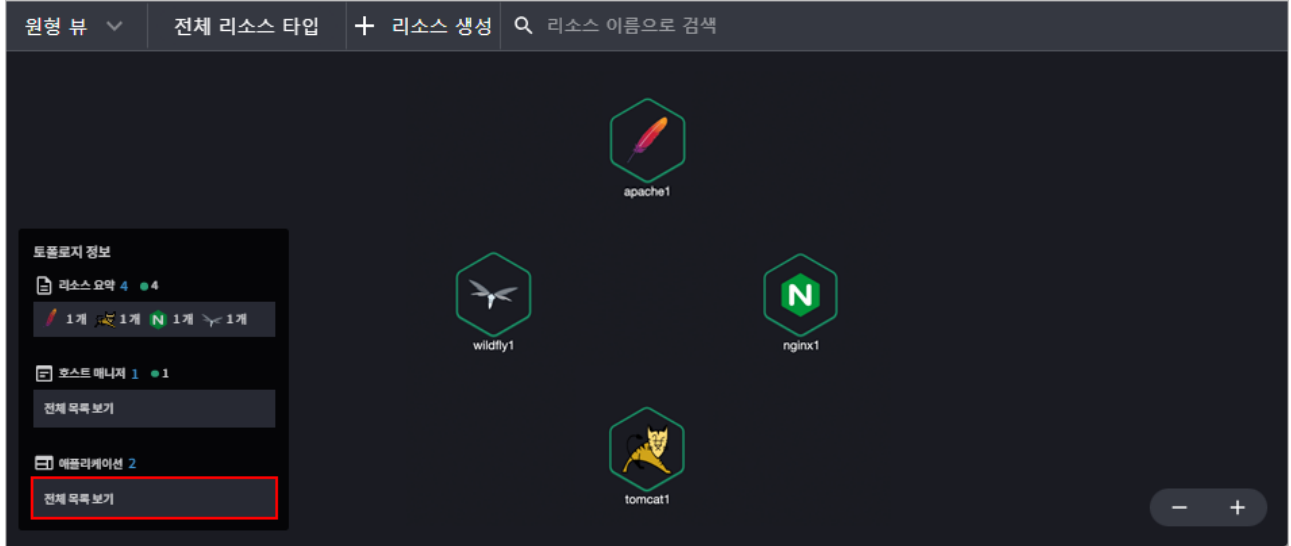 원형 뷰 전체 리소스 타입 + 리소스 생성 리소스 이름으로 검색
apache1
wildfly1
nginx1
tomcat1
토폴로지 정보
리소스 요약 4 4
1개 1개 N 1개 1개
호스트 매니저 1 1
전체 목록 보기
애플리케이션 2
전체 목록 보기
N
− +